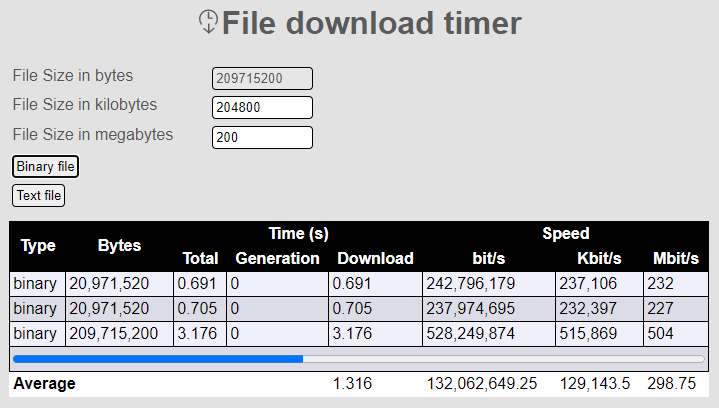 File download timer
File Size in bytes 209715200
File Size in kilobytes 204800
File Size in megabytes 200
Binary file
Text file
Type Bytes Time (s) Speed
Total Generation Download bit/s Kbit/s Mbit/s
binary 20,971,520 0.691 0 0.691 242,796,179 237,106 232
binary 20,971,520 0.705 0 0.705 237,974,695 232,397 227
binary 209,715,200 3.176 0 3.176 528,249,874 515,869 504
Average 1.316 132,062,649.25 129,143.5 298.75